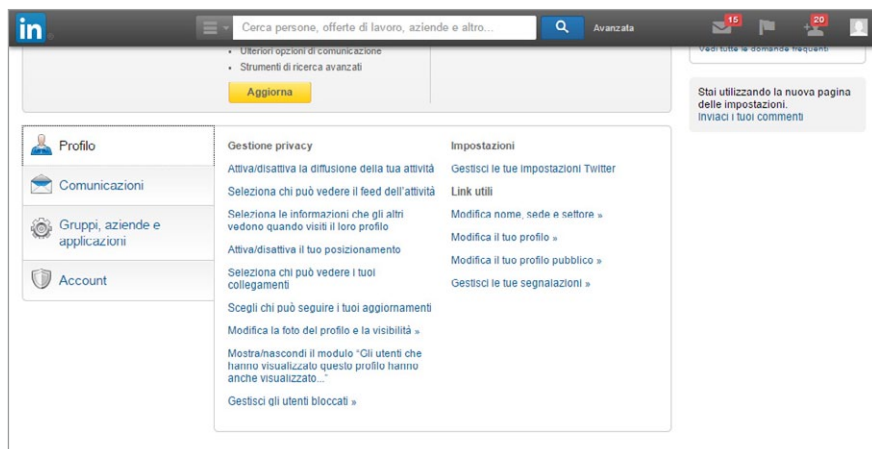 in
Cerca persone, offerte di lavoro, aziende e altro...
Avanzata
15
20
Ulteriori opzioni di comunicazione
Strumenti di ricerca avanzati
Aggiorna
Vedi tutte le domande frequenti
Stai utilizzando la nuova pagina
delle impostazioni.
Inviaci i tuoi commenti
Profilo
Comunicazioni
Gruppi, aziende e
applicazioni
Account
Gestione privacy
Attiva/disattiva la diffusione della tua attività
Seleziona chi può vedere il feed dell'attività
Seleziona le informazioni che gli altri
vedono quando visiti il loro profilo
Attiva/disattiva il tuo posizionamento
Seleziona chi può vedere i tuoi
collegamenti
Scegli chi può seguire i tuoi aggiornamenti
Modifica la foto del profilo e la visibilità »
Mostra/nascondi il modulo "Gli utenti che
hanno visualizzato questo profilo hanno
anche visualizzato..."
Gestisci gli utenti bloccati »
Impostazioni
Gestisci le tue impostazioni Twitter
Link utili
Modifica nome, sede e settore »
Modifica il tuo profilo »
Modifica il tuo profilo pubblico »
Gestisci le tue segnalazioni »